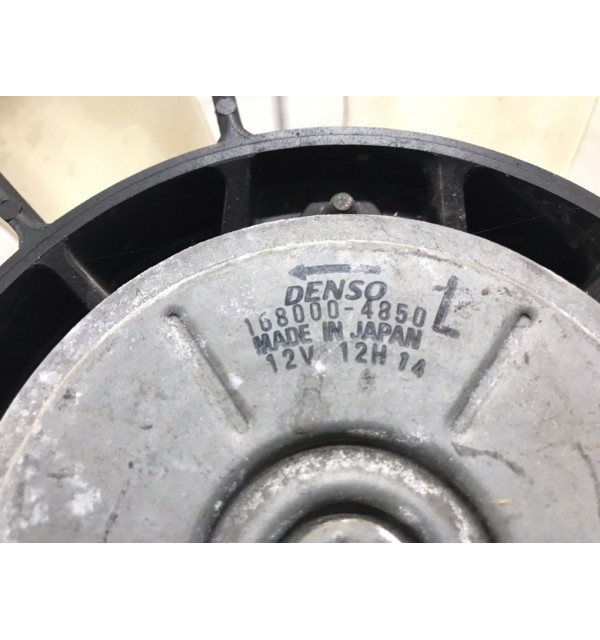 DENSO
168000-4850 L
MADE IN JAPAN
12V 12H 14